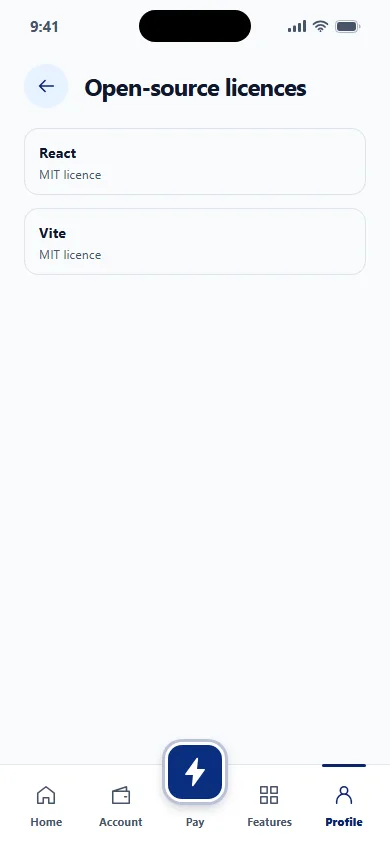 9:41
Open-source licences
React
MIT licence
Vite
MIT licence
Home
Account
Pay
Features
Profile